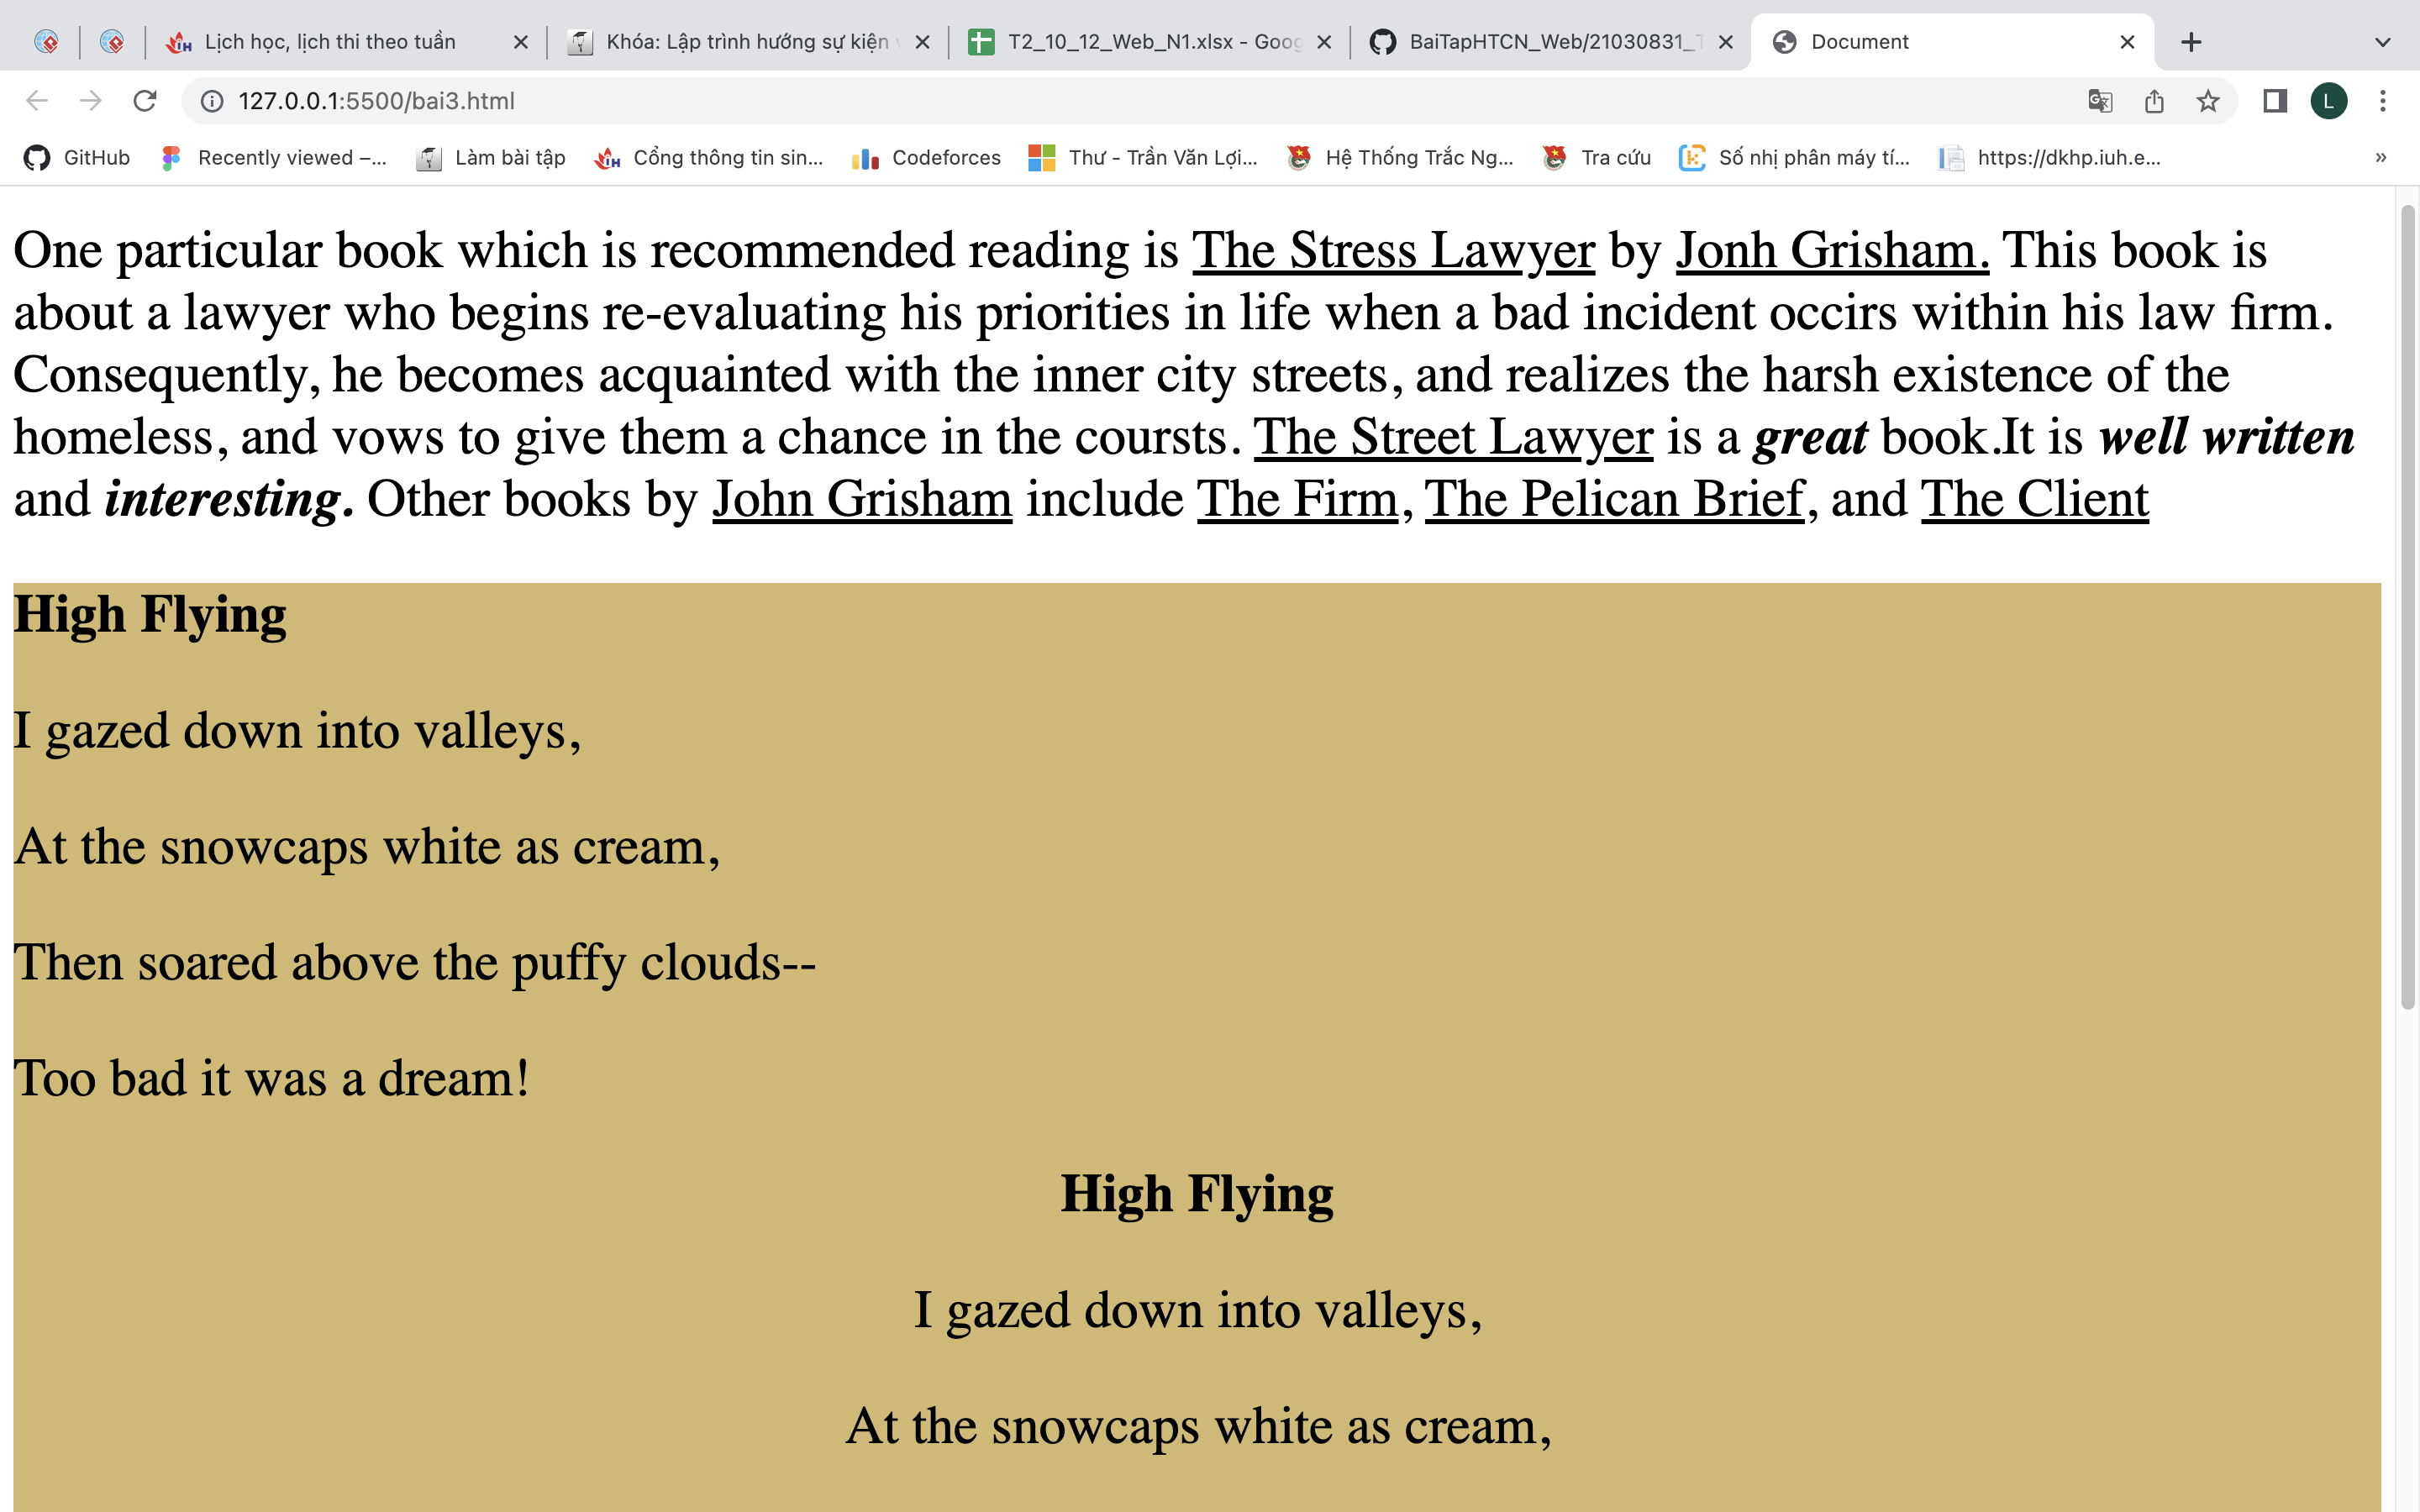 Lịch học, lịch thi theo tuần
Khóa: Lập trình hướng sự kiện
T2_10_12_Web_N1.xlsx - Goog
BaiTapHTCN_Web/21030831_T
Document
127.0.0.1:5500/bai3.html
L
GitHub
Recently viewed –...
Làm bài tập
Cổng thông tin sin...
Codeforces
Thư - Trần Văn Lợi...
Hệ Thống Trắc Ng...
Tra cứu
Số nhị phân máy tí...
https://dkhp.iuh.e...
»
One particular book which is recommended reading is The Stress Lawyer by Jonh Grisham. This book is
about a lawyer who begins re-evaluating his priorities in life when a bad incident occirs within his law firm.
Consequently, he becomes acquainted with the inner city streets, and realizes the harsh existence of the
homeless, and vows to give them a chance in the coursts. The Street Lawyer is a great book.It is well written
and interesting. Other books by John Grisham include The Firm, The Pelican Brief, and The Client
High Flying
I gazed down into valleys,
At the snowcaps white as cream,
Then soared above the puffy clouds--
Too bad it was a dream!
High Flying
I gazed down into valleys,
At the snowcaps white as cream,